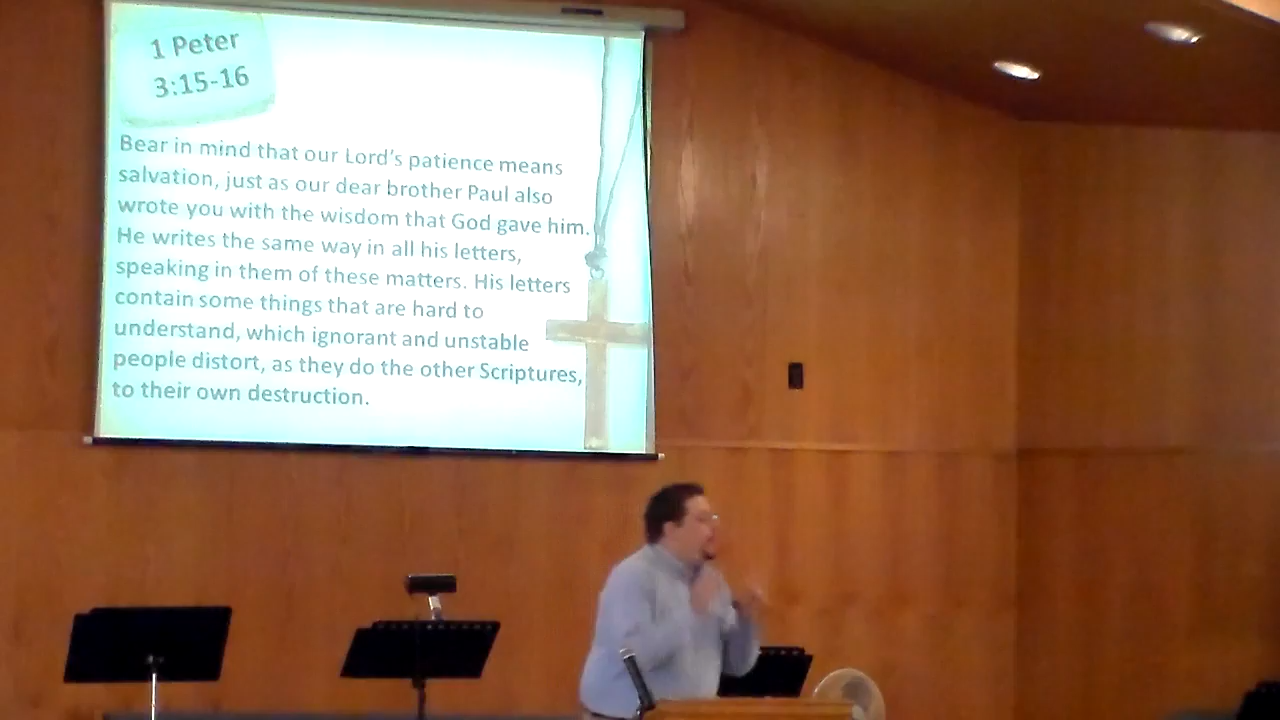 1 Peter
3:15-16
Bear in mind that our Lord's patience means
salvation, just as our dear brother Paul also
wrote you with the wisdom that God gave him.
He writes the same way in all his letters,
speaking in them of these matters. His letters
contain some things that are hard to
understand, which ignorant and unstable
people distort, as they do the other Scriptures,
to their own destruction.